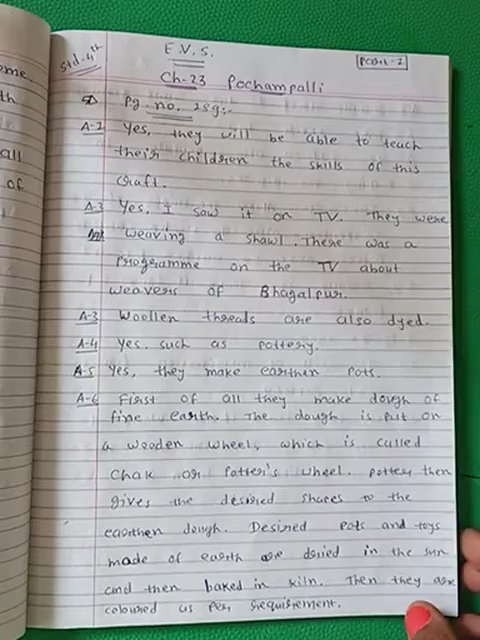 eme.
th
all
of
Std-4th
E.V.S.
Part-1
Ch-23 Pochampalli
Pg. no. 189:-
A-1 Yes, they will be able to teach
their children the skills of this
craft.
A-2 Yes, I saw it on TV. They were
weaving a shawl. There was a
programme on the TV about
weavers of Bhagalpur.
A-3 Woollen threads are also dyed.
A-4 Yes, such as pottery.
A-5 Yes, they make earthen pots.
A-6 First of all they make dough of
fine earth. The dough is put on
a wooden wheel, which is called
Chak or Potter's wheel. potter then
gives the desired shapes to the
earthen dough. Desired pots and toys
made of earth are dried in the sun
and then baked in kiln. Then they are
coloured as per requirement.